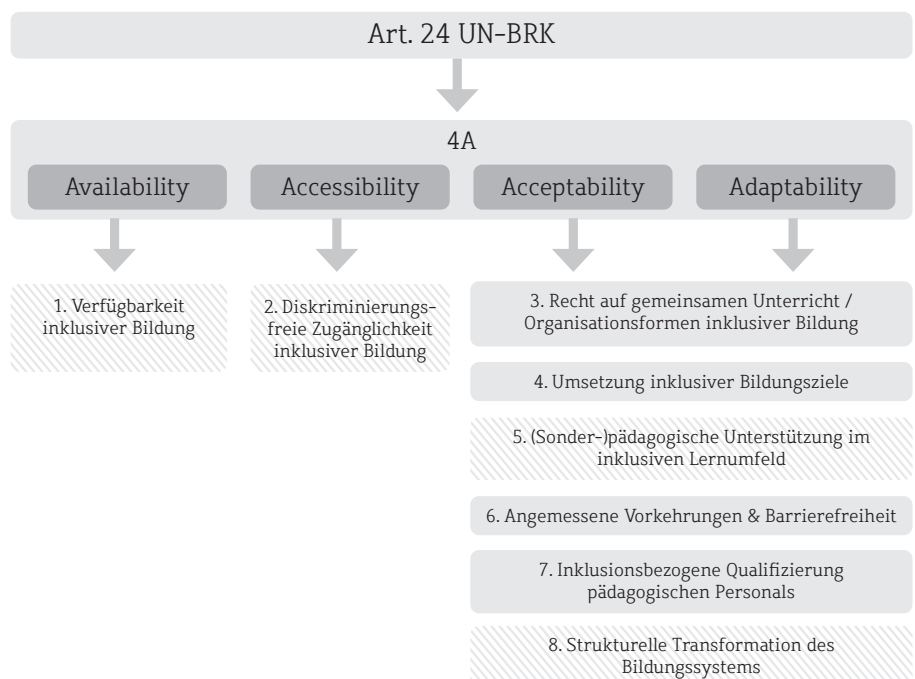 Art. 24 UN-BRK
4A
Availability
Accessibility
Acceptability
Adaptability
1. Verfügbarkeit
inklusiver Bildung
2. Diskriminierungs-
freie Zugänglichkeit
inklusiver Bildung
3. Recht auf gemeinsamen Unterricht /
Organisationsformen inklusiver Bildung
4. Umsetzung inklusiver Bildungsziele
5. (Sonder-)pädagogische Unterstützung im
inklusiven Lernumfeld
6. Angemessene Vorkehrungen & Barrierefreiheit
7. Inklusionsbezogene Qualifizierung
pädagogischen Personals
8. Strukturelle Transformation des
Bildungssystems